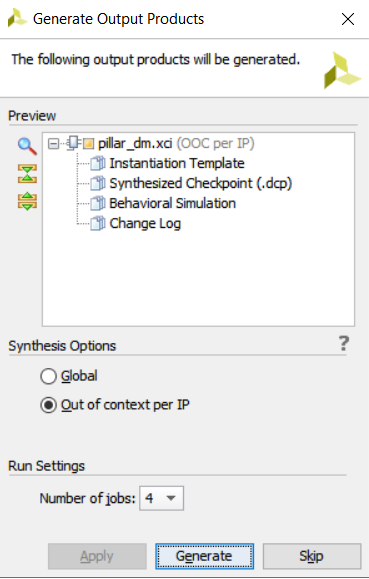 Generate Output Products
The following output products will be generated.
Preview
pillar_dm.xci (OOC per IP)
Instantiation Template
Synthesized Checkpoint (.dcp)
Behavioral Simulation
Change Log
Synthesis Options
?
Global
Out of context per IP
Run Settings
Number of jobs: 4
Apply Generate Skip